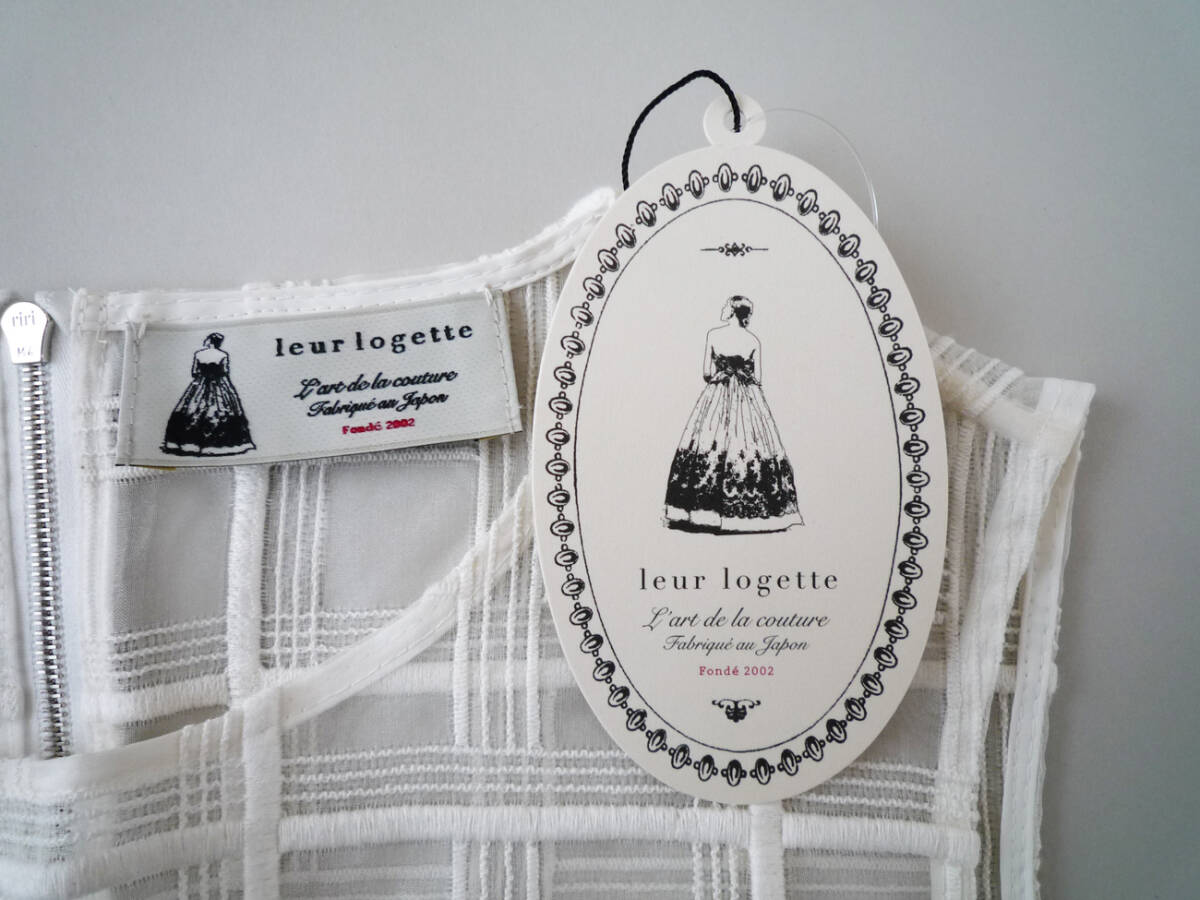 riri
leur logette
L'art de la couture
Fabriqué au Japon
Fondé 2002
leur logette
L'art de la couture
Fabriqué au Japon
Fondé 2002